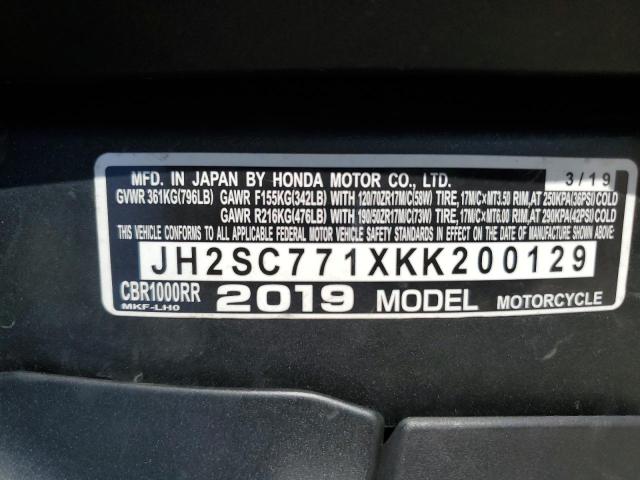 MFD. IN JAPAN BY HONDA MOTOR CO., LTD. 3/19
GVWR 361KG(796LB) GAWR F155KG(342LB)WITH 120/70ZR17M/C(58W) TIRE,17M/C×MT3.50 RIM,AT 250KPA(36PSI)COLD
GAWR R216KG(476LB)WITH 190/50ZR17M/C(73W) TIRE,17M/C×MT6.00 RIM,AT 290KPA(42PSI)COLD
THIS VEHICLE CONFORMS TO ALL APPLICABLE FEDERAL MOTOR VEHICLE SAFETY STANDARDS IN EFFECT ON THE DATE OF MANUFACTURE SHOWN ABOVE.
JH2SC771XKK200129
CBR1000RR 2019 MODEL MOTORCYCLE
MKF-LH0